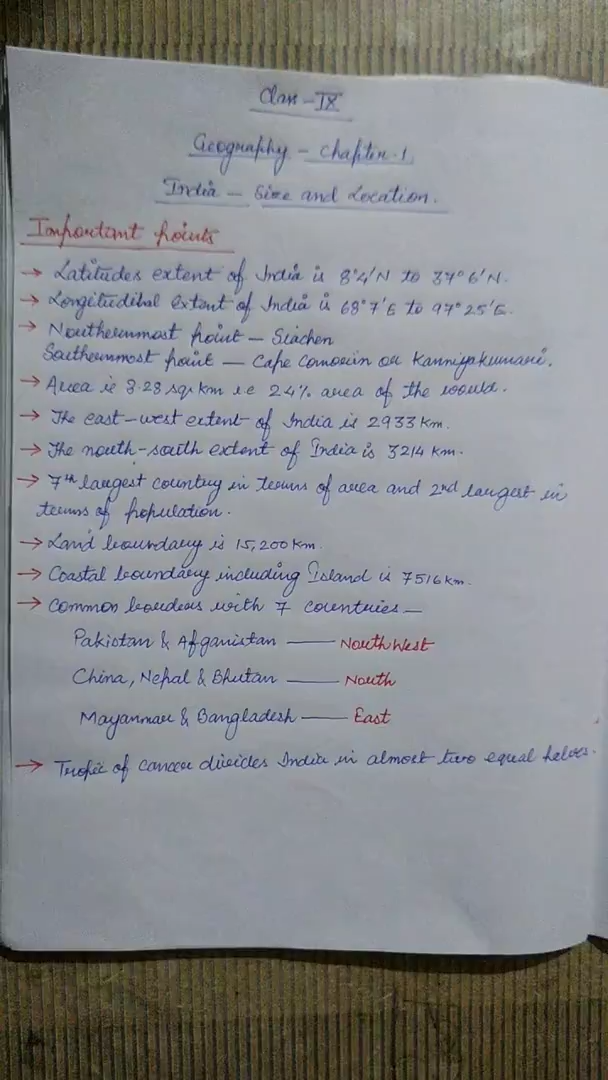 Class - IX
Geography - Chapter-1
India - Size and Location.
Important points
→ Latitudes extent of India is 8°4'N to 37°6'N.
→ Longitudibal Extent of India is 68°7'E to 97°25'E.
→ Northernmost point - Siachen
Southernmost point - Cape Comorin or Kanniyakumari.
→ Area is 3.28 sq. km i.e 2.4% area of the would.
→ The east-west extent of India is 2933 km.
→ The north-south extent of India is 3214 km.
→ 7th largest country in terms of area and 2nd largest in
terms of population.
→ Land boundary is 15,200 km.
→ Coastal boundary including Island is 7516 km.
→ Common borders with 7 countries -
Pakistan & Afganistan — North West
China, Nepal & Bhutan — North
Mayanmar & Bangladesh — East
→ Tropic of cancer divides India in almost two equal halves.